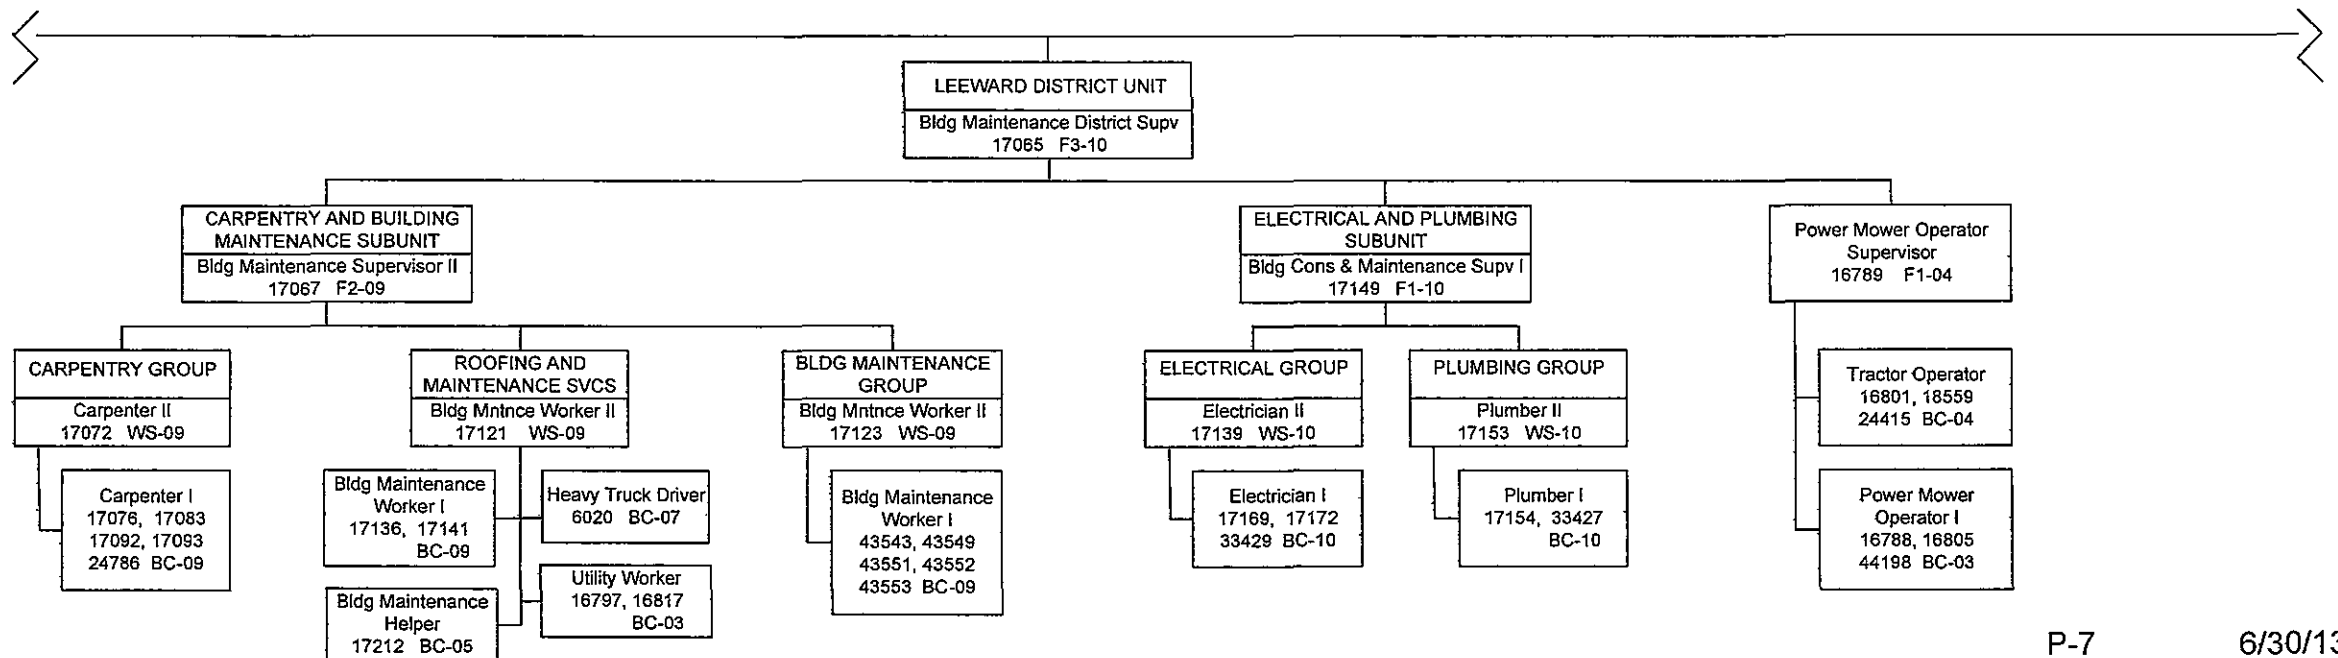 LEEWARD DISTRICT UNIT
Bldg Maintenance District Supv
17065 F3-10
CARPENTRY AND BUILDING
MAINTENANCE SUBUNIT
Bldg Maintenance Supervisor II
17067 F2-09
ELECTRICAL AND PLUMBING
SUBUNIT
Bldg Cons & Maintenance Supv I
17149 F1-10
Power Mower Operator
Supervisor
16789 F1-04
CARPENTRY GROUP
Carpenter II
17072 WS-09
ROOFING AND
MAINTENANCE SVCS
Bldg Mntnce Worker II
17121 WS-09
BLDG MAINTENANCE
GROUP
Bldg Mntnce Worker II
17123 WS-09
ELECTRICAL GROUP
Electrician II
17139 WS-10
PLUMBING GROUP
Plumber II
17153 WS-10
Tractor Operator
16801, 18559
24415 BC-04
Carpenter I
17076, 17083
17092, 17093
24786 BC-09
Bldg Maintenance
Worker I
17136, 17141
BC-09
Heavy Truck Driver
6020 BC-07
Bldg Maintenance
Worker I
43543, 43549
43551, 43552
43553 BC-09
Electrician I
17169, 17172
33429 BC-10
Plumber I
17154, 33427
BC-10
Power Mower
Operator I
16788, 16805
44198 BC-03
Bldg Maintenance
Helper
17212 BC-05
Utility Worker
16797, 16817
BC-03
P-7
6/30/13